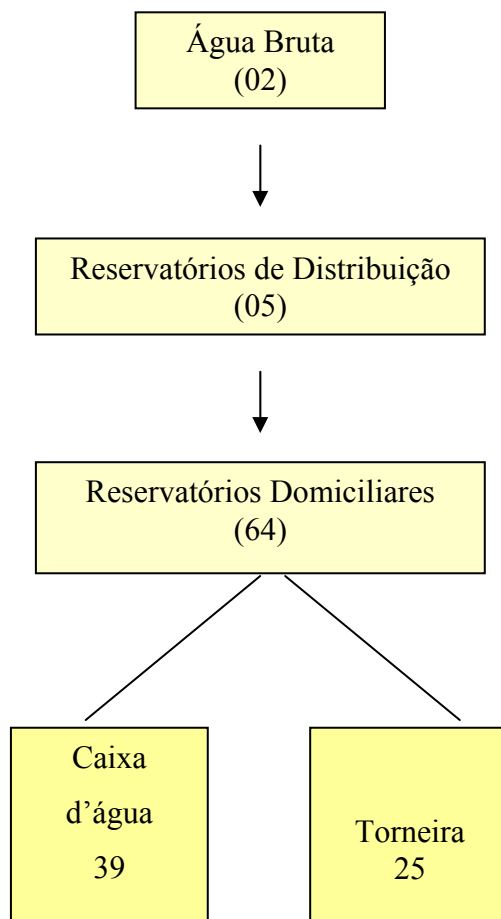 Água Bruta
(02)
Reservatórios de Distribuição
(05)
Reservatórios Domiciliares
(64)
Caixa
d’água
39
Torneira
25